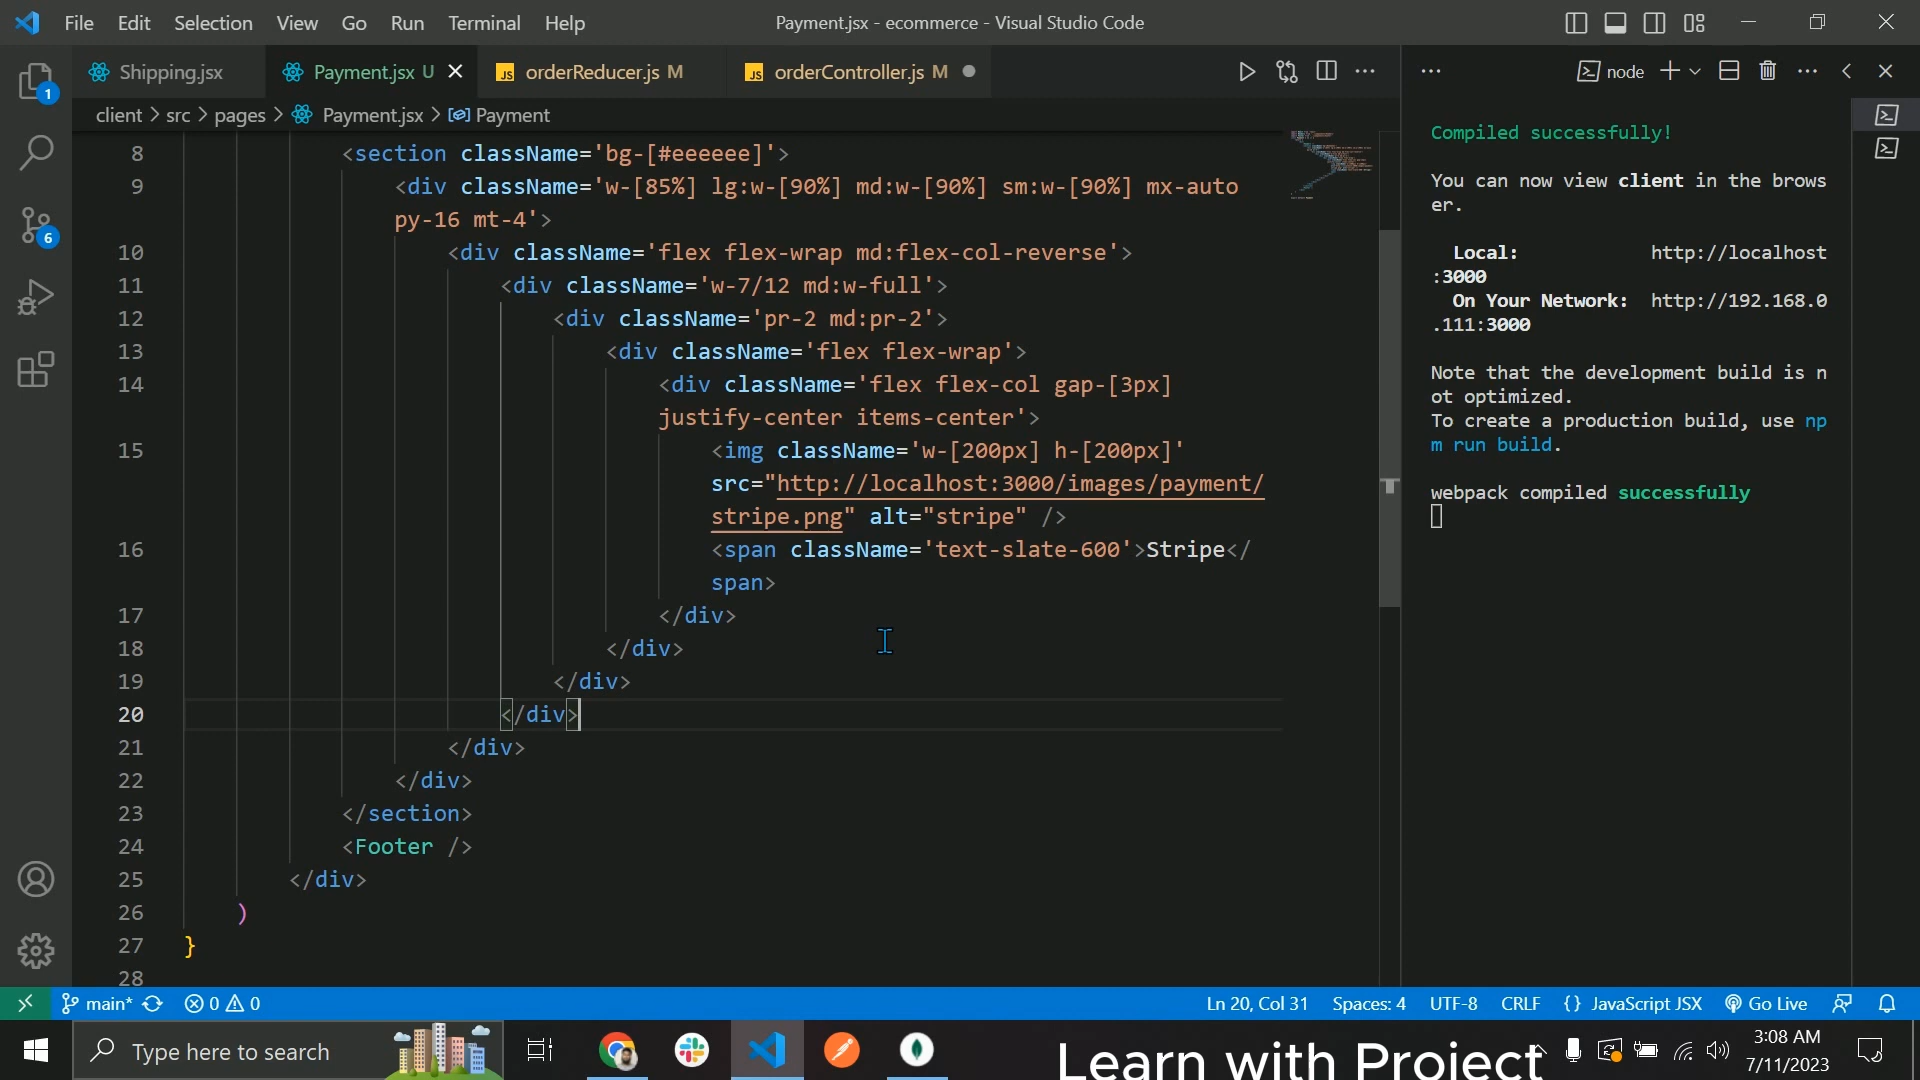 File Edit Selection View Go Run Terminal Help Payment.jsx - ecommerce - Visual Studio Code
Shipping.jsx Payment.jsx U orderReducer.js M orderController.js M node
client > src > pages > Payment.jsx > Payment
8 <section className='bg-[#eeeeee]'>
9 <div className='w-[85%] lg:w-[90%] md:w-[90%] sm:w-[90%] mx-auto
py-16 mt-4'>
10 <div className='flex flex-wrap md:flex-col-reverse'>
11 <div className='w-7/12 md:w-full'>
12 <div className='pr-2 md:pr-2'>
13 <div className='flex flex-wrap'>
14 <div className='flex flex-col gap-[3px]
justify-center items-center'>
15 <img className='w-[200px] h-[200px]'
src="http://localhost:3000/images/payment/
stripe.png" alt="stripe" />
16 <span className='text-slate-600'>Stripe</
span>
17 </div>
18 </div>
19 </div>
20 </div>
21 </div>
22 </div>
23 </section>
24 <Footer />
25 </div>
26 )
27 }
28
Compiled successfully!
You can now view client in the brows
er.
Local: http://localhost
:3000
On Your Network: http://192.168.0
.111:3000
Note that the development build is n
ot optimized.
To create a production build, use np
m run build.
webpack compiled successfully
1
6
main* 0 0 Ln 20, Col 31 Spaces: 4 UTF-8 CRLF {} JavaScript JSX Go Live
Type here to search
Learn with Project
3:08 AM
7/11/2023